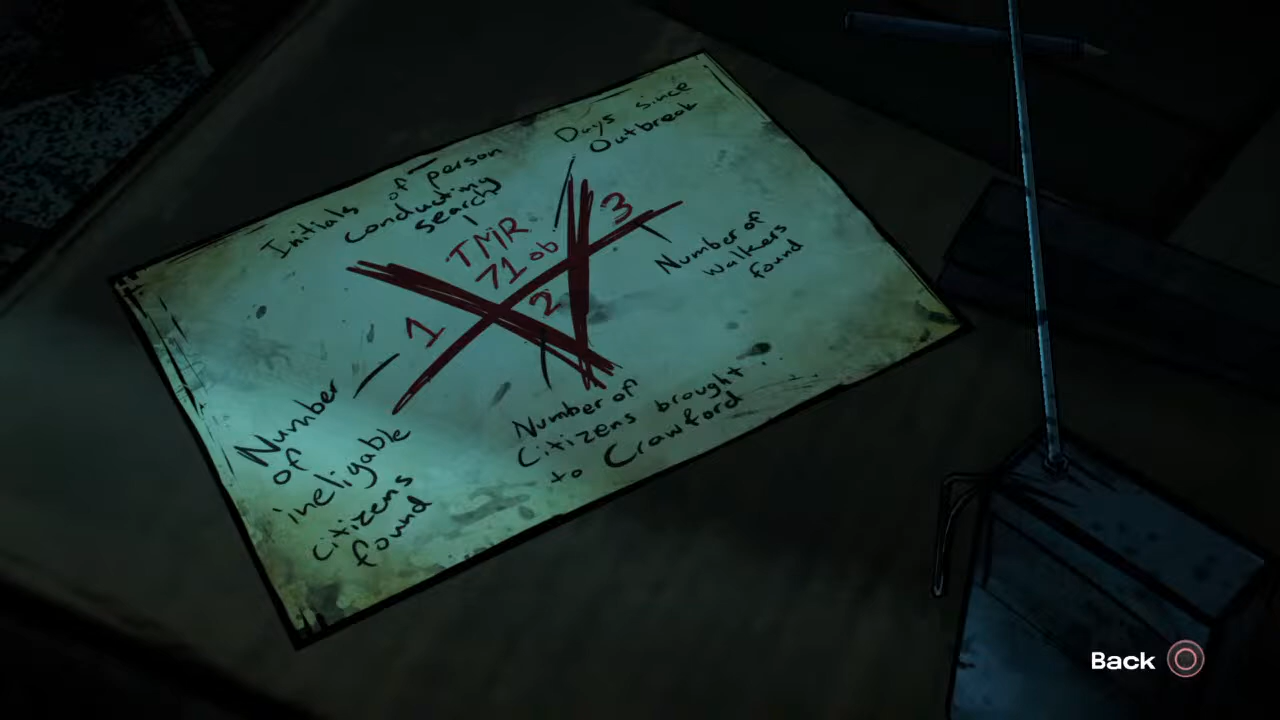 Days since
Outbreak
Initials of person
conducting
search
TMR
71 ob
3
1
2
Number of
walkers
found
Number
of
ineligable
citizens
found
Number of
Citizens brought
to Crawford
Back